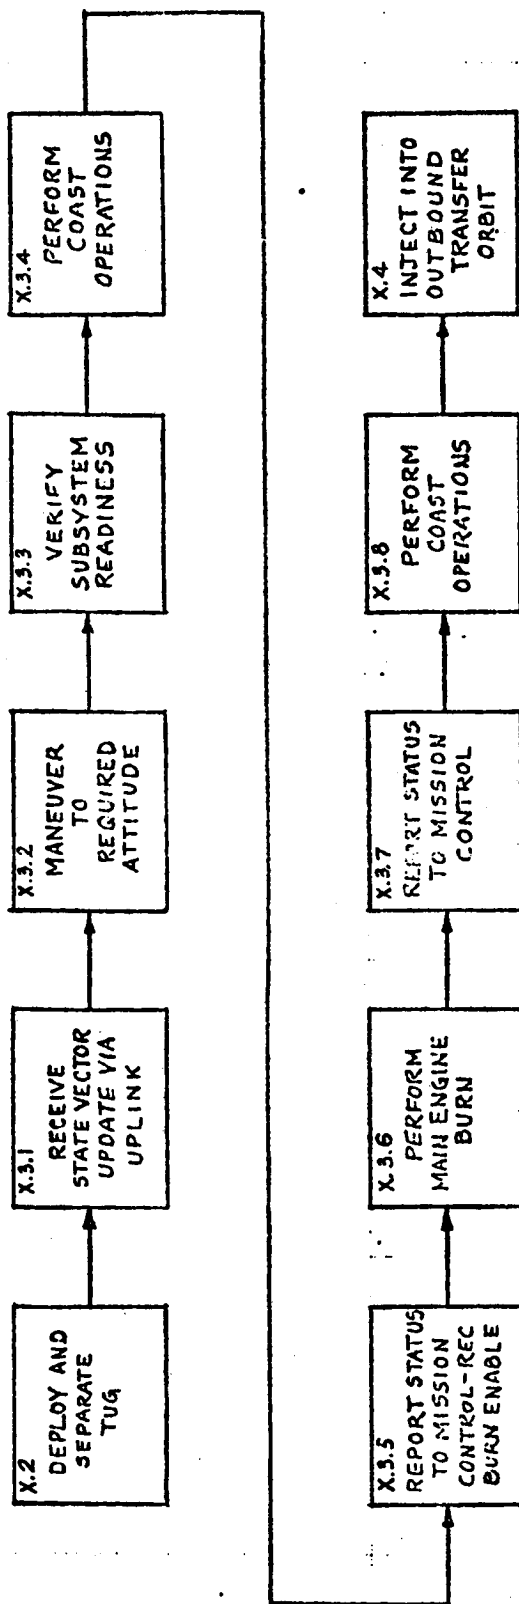 X.2
DEPLOY AND
SEPARATE
TUG
X.3.1
RECEIVE
STATE VECTOR
UPDATE VIA
UPLINK
X.3.2
MANEUVER
TO
REQUIRED
ATTITUDE
X.3.3
VERIFY
SUBSYSTEM
READINESS
X.3.4
PERFORM
COAST
OPERATIONS
X.3.5
REPORT STATUS
TO MISSION
CONTROL-REC
BURN ENABLE
X.3.6
PERFORM
MAIN ENGINE
BURN
X.3.7
REPORT STATUS
TO MISSION
CONTROL
X.3.8
PERFORM
COAST
OPERATIONS
X.4
INJECT INTO
OUTBOUND
TRANSFER
ORBIT